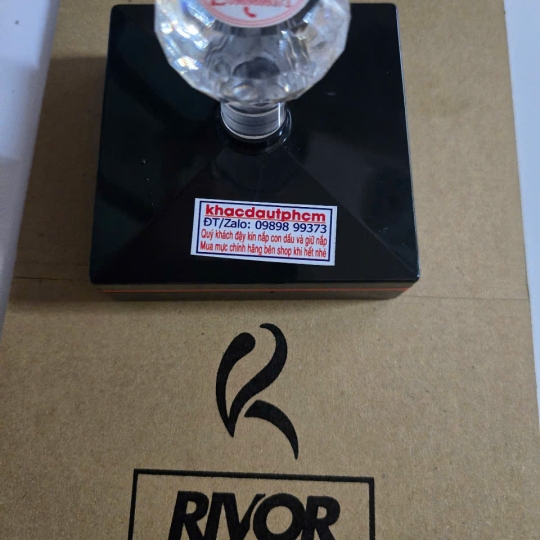 khacdautphcm
ĐT/Zalo: 09898 99373
Quý khách đậy kín nắp con dấu và giữ nắp
Mua mực chính hãng bên shop khi hết nhé
RIVOR